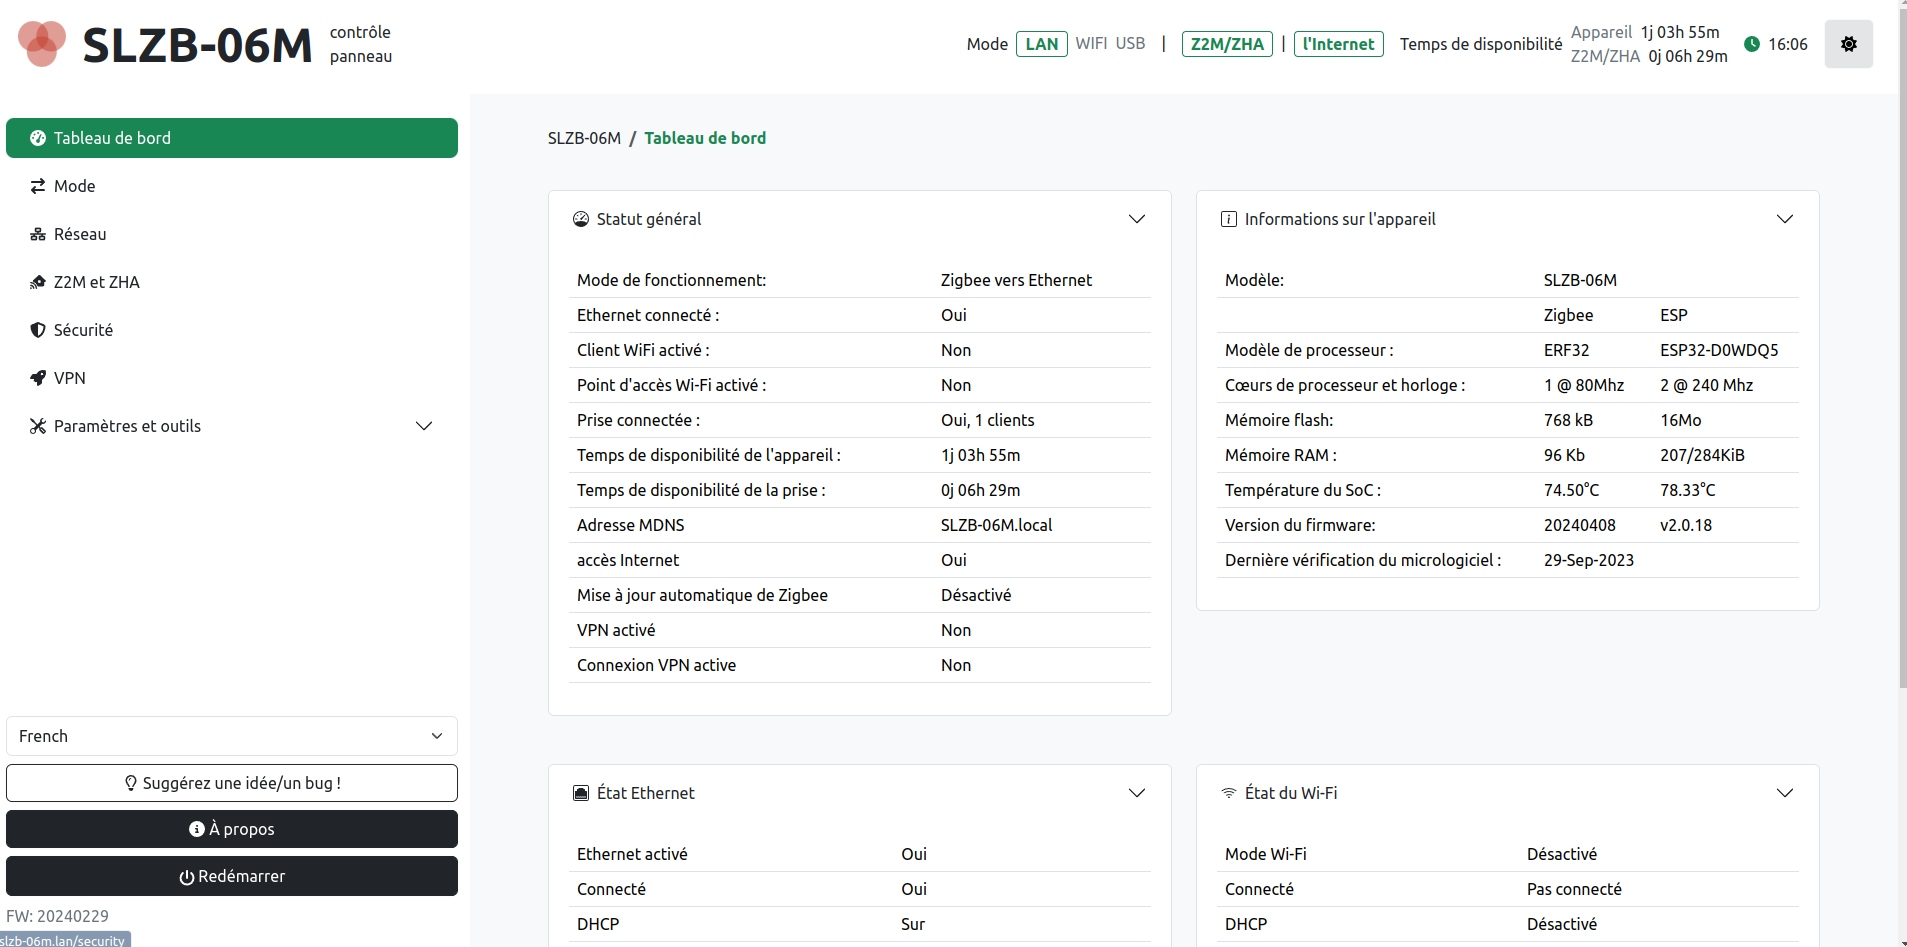 SLZB-06M contrôle panneau
Mode LAN WIFI USB | Z2M/ZHA | l'Internet Temps de disponibilité Appareil 1j 03h 55m Z2M/ZHA 0j 06h 29m 16:06
Tableau de bord
Mode
Réseau
Z2M et ZHA
Sécurité
VPN
Paramètres et outils
French
Suggérez une idée/un bug !
À propos
Redémarrer
FW: 20240229
slzb-06m.lan/security
SLZB-06M / Tableau de bord
Statut général
Mode de fonctionnement: Zigbee vers Ethernet
Ethernet connecté : Oui
Client WiFi activé : Non
Point d'accès Wi-Fi activé : Non
Prise connectée : Oui, 1 clients
Temps de disponibilité de l'appareil : 1j 03h 55m
Temps de disponibilité de la prise : 0j 06h 29m
Adresse MDNS SLZB-06M.local
accès Internet Oui
Mise à jour automatique de Zigbee Désactivé
VPN activé Non
Connexion VPN active Non
Informations sur l'appareil
Modèle: SLZB-06M
Zigbee ESP
Modèle de processeur : ERF32 ESP32-D0WDQ5
Cœurs de processeur et horloge : 1 @ 80Mhz 2 @ 240 Mhz
Mémoire flash: 768 kB 16Mo
Mémoire RAM : 96 Kb 207/284KiB
Température du SoC : 74.50°C 78.33°C
Version du firmware: 20240408 v2.0.18
Dernière vérification du micrologiciel : 29-Sep-2023
État Ethernet
Ethernet activé Oui
Connecté Oui
DHCP Sur
État du Wi-Fi
Mode Wi-Fi Désactivé
Connecté Pas connecté
DHCP Désactivé